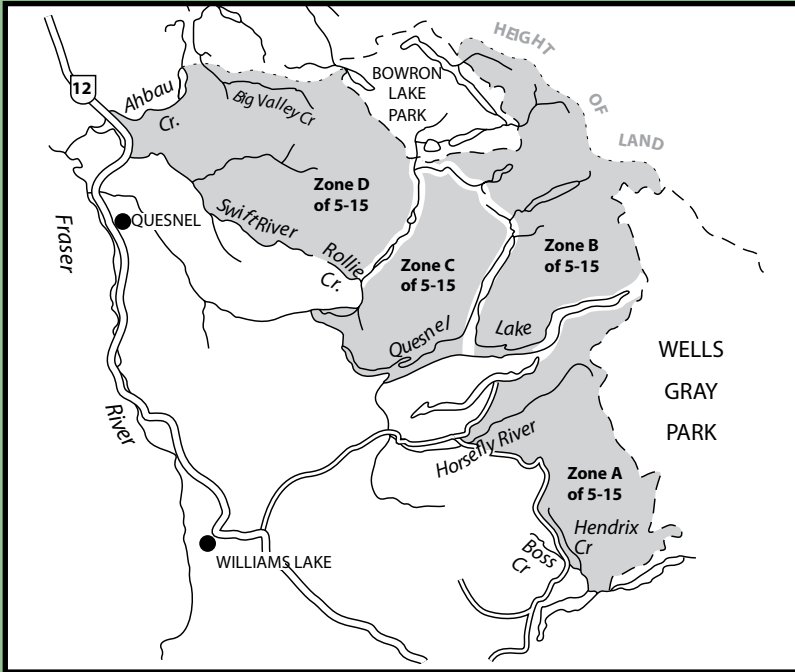 HEIGHT
OF
LAND
12
Ahbau
Cr.
Big Valley Cr
BOWRON
LAKE
PARK
Zone D
of 5-15
Swift River
Rollie
Cr.
QUESNEL
Fraser
River
Zone C
of 5-15
Zone B
of 5-15
Quesnel
Lake
WELLS
GRAY
PARK
Horsefly River
Zone A
of 5-15
Hendrix
Cr
Boss
Cr
WILLIAMS LAKE